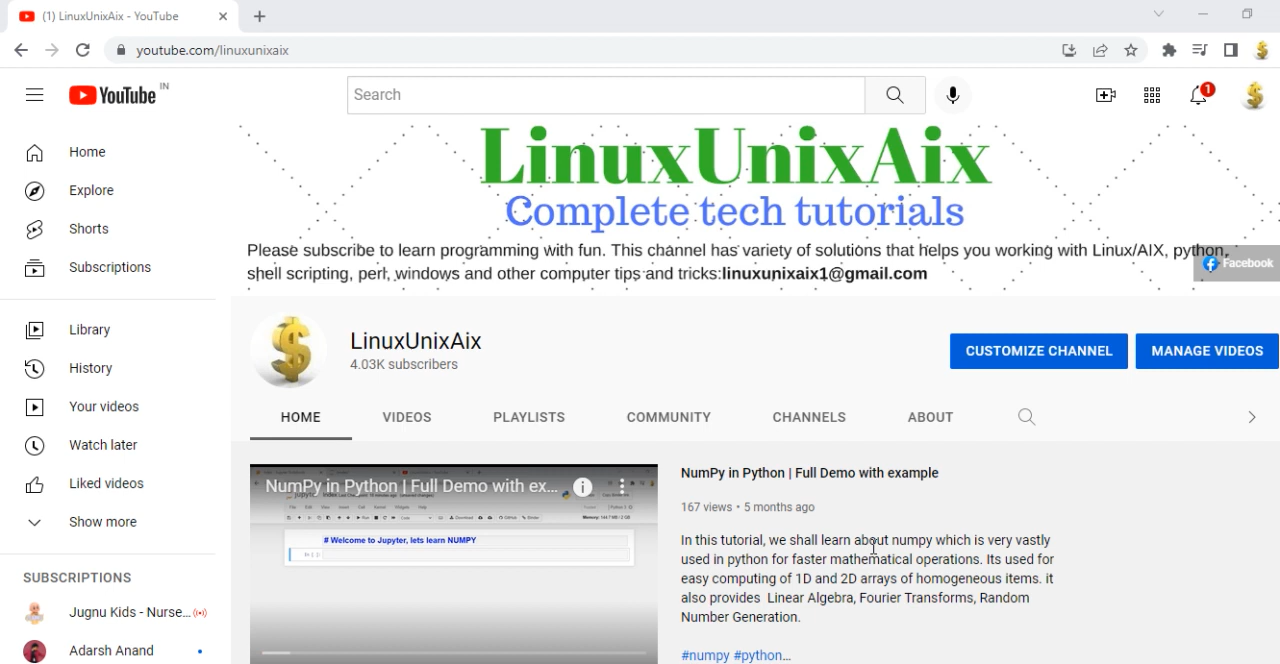 (1) LinuxUnixAix - YouTube
youtube.com/linuxunixaix
YouTube IN
Search
1
Home
Explore
Shorts
Subscriptions
Library
History
Your videos
Watch later
Liked videos
Show more
SUBSCRIPTIONS
Jugnu Kids - Nurse...
Adarsh Anand
LinuxUnixAix
Complete tech tutorials
Please subscribe to learn programming with fun. This channel has variety of solutions that helps you working with Linux/AIX, python,
shell scripting, perl, windows and other computer tips and tricks:linuxunixaix1@gmail.com
Facebook
LinuxUnixAix
4.03K subscribers
CUSTOMIZE CHANNEL
MANAGE VIDEOS
HOME VIDEOS PLAYLISTS COMMUNITY CHANNELS ABOUT
NumPy in Python | Full Demo with ex...
# Welcome to Jupyter, lets learn NUMPY
NumPy in Python | Full Demo with example
167 views • 5 months ago
In this tutorial, we shall learn about numpy which is very vastly
used in python for faster mathematical operations. Its used for
easy computing of 1D and 2D arrays of homogeneous items. it
also provides Linear Algebra, Fourier Transforms, Random
Number Generation.
#numpy #python...